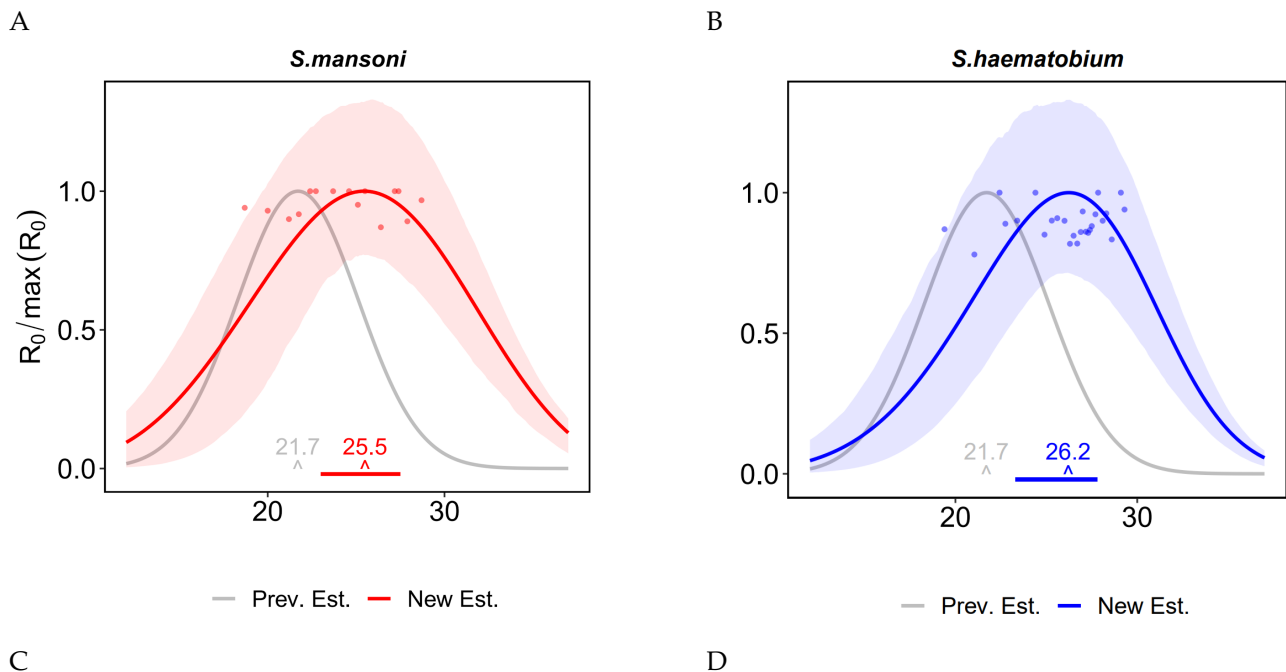 A
B
S.mansoni
S.haematobium
R0/max(R0)
1.0
0.5
0.0
21.7
^
25.5
^
20
30
1.0
0.5
0.0
21.7
^
26.2
^
20
30
Prev. Est. New Est.
Prev. Est. New Est.
C
D